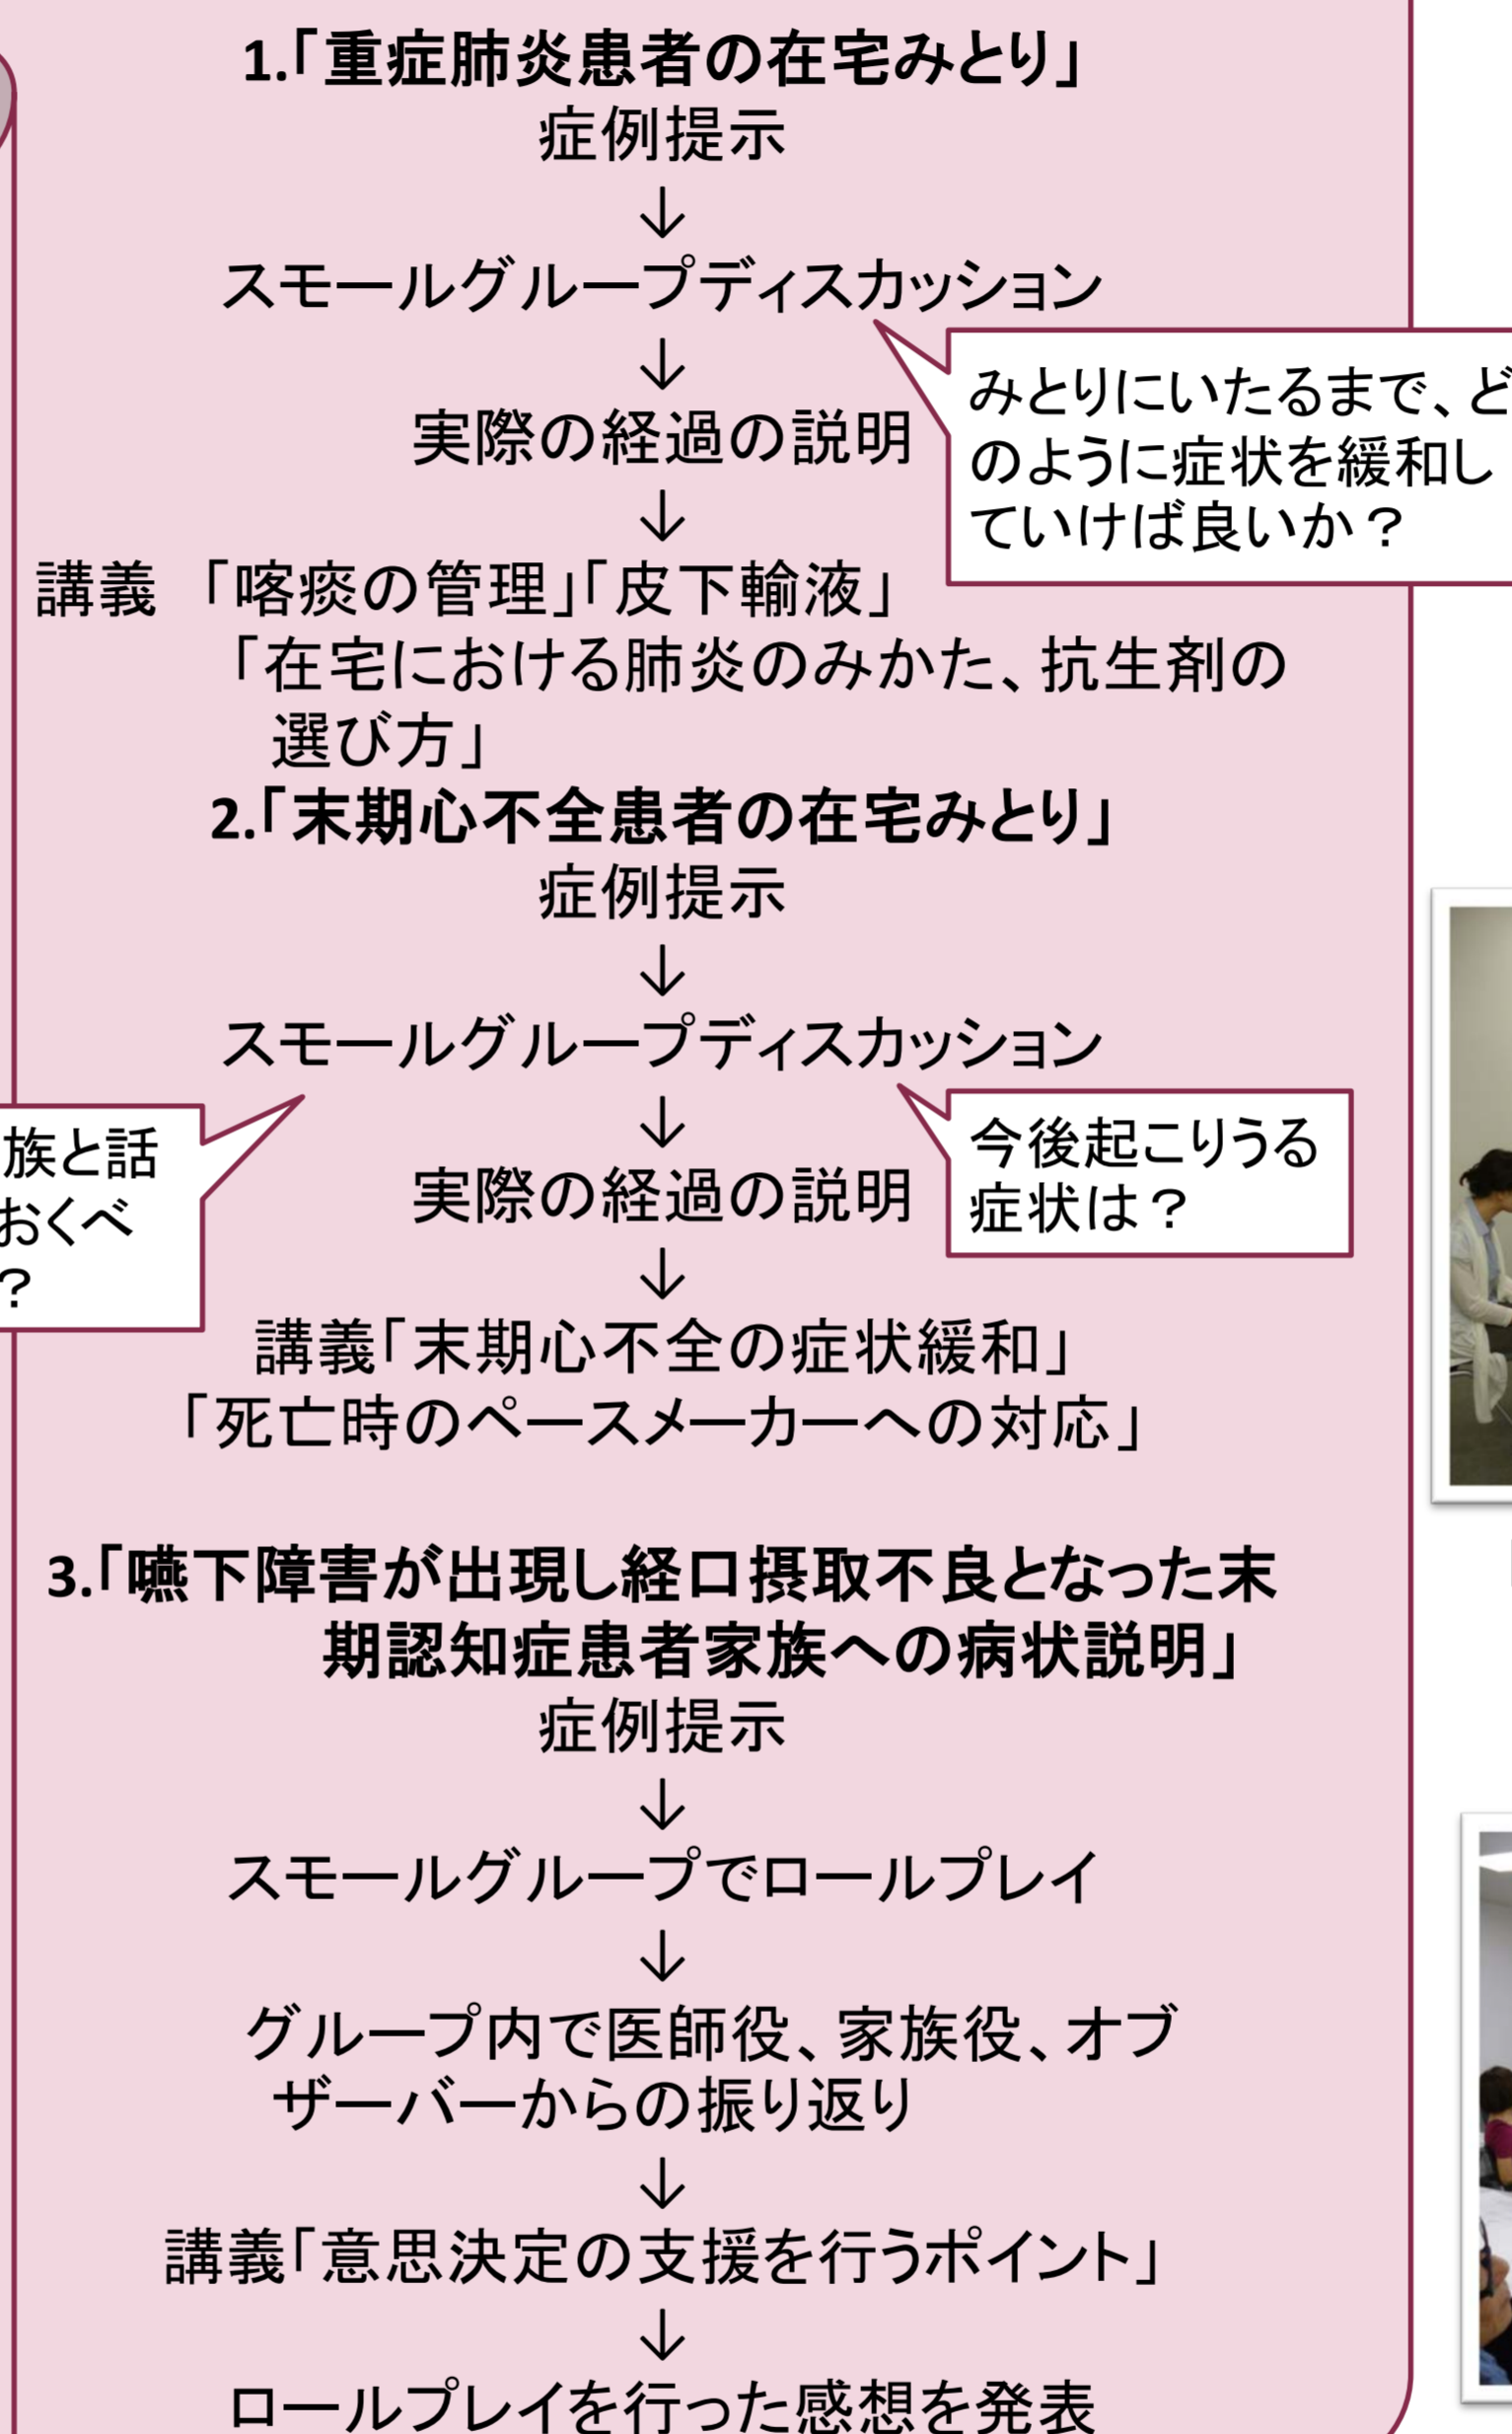 1.「重症肺炎患者の在宅みとり」
症例提示
↓
スモールグループディスカッション
↓
みとりにいたるまで、ど
のように症状を緩和し
ていけば良いか？
実際の経過の説明
↓
講義　「喀痰の管理」「皮下輸液」
「在宅における肺炎のみかた、抗生剤の
選び方」
2.「末期心不全患者の在宅みとり」
症例提示
↓
スモールグループディスカッション
↓
族と話
おくべ
？
今後起こりうる
症状は？
実際の経過の説明
↓
講義「末期心不全の症状緩和」
「死亡時のペースメーカーへの対応」
3.「嚥下障害が出現し経口摂取不良となった末
期認知症患者家族への病状説明」
症例提示
↓
スモールグループでロールプレイ
↓
グループ内で医師役、家族役、オブ
ザーバーからの振り返り
↓
講義「意思決定の支援を行うポイント」
↓
ロールプレイを行った感想を発表